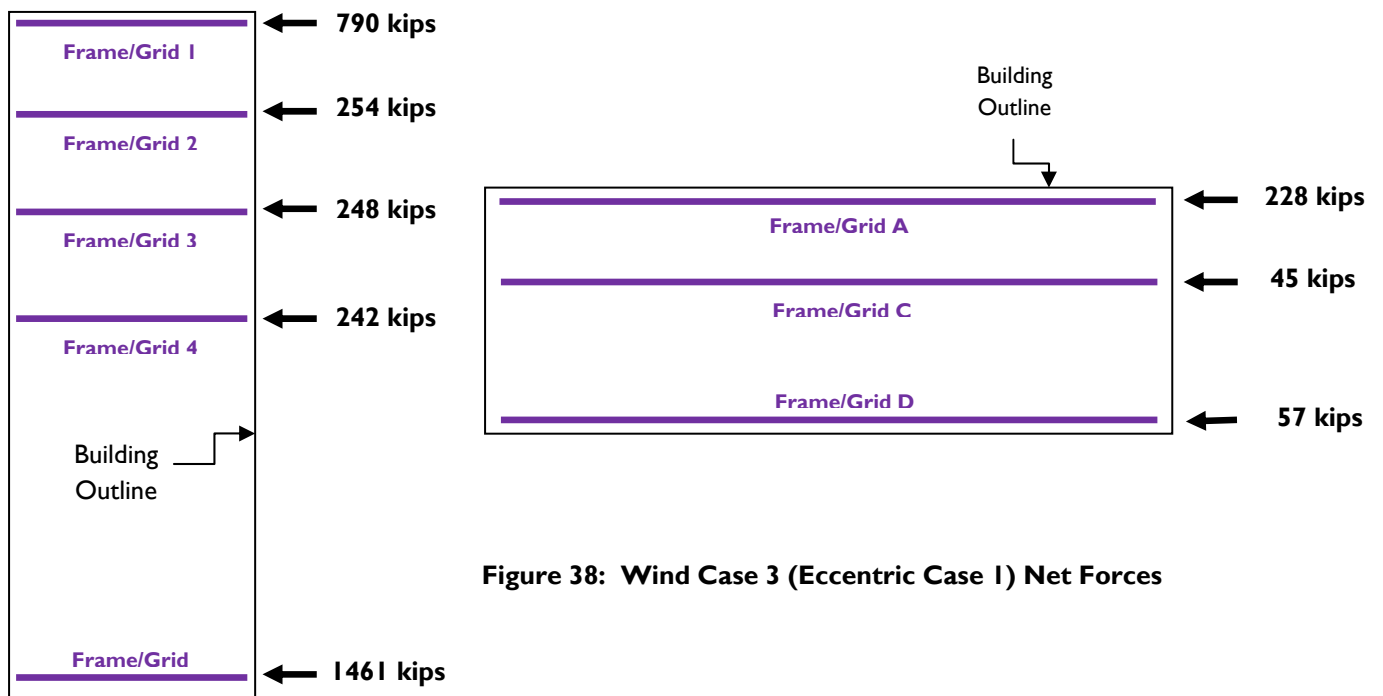 790 kips
Frame/Grid 1
254 kips
Frame/Grid 2
248 kips
Frame/Grid 3
242 kips
Frame/Grid 4
Building
Outline
Frame/Grid
1461 kips
Building
Outline
228 kips
Frame/Grid A
45 kips
Frame/Grid C
Frame/Grid D
57 kips
Figure 38: Wind Case 3 (Eccentric Case 1) Net Forces